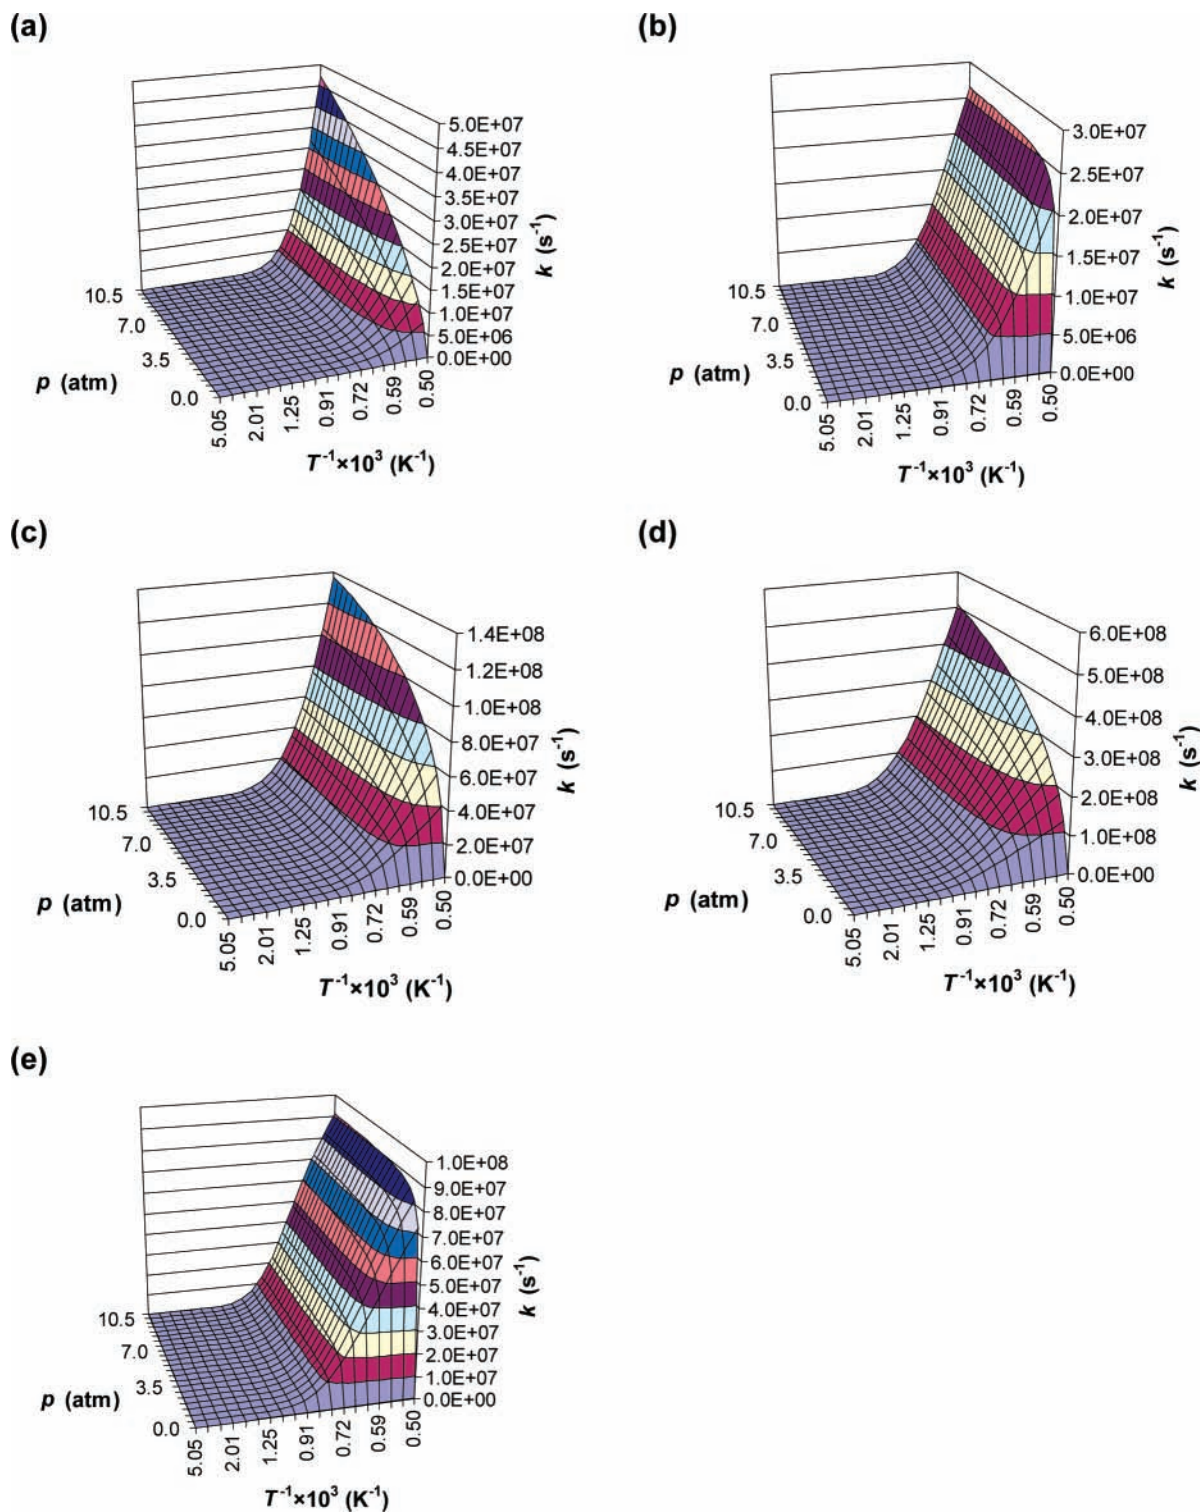 (a)
5.0E+07
4.5E+07
4.0E+07
3.5E+07
3.0E+07
2.5E+07
2.0E+07
1.5E+07
1.0E+07
5.0E+06
0.0E+00
k (s⁻¹)
10.5
7.0
3.5
0.0
p (atm)
5.05
2.01
1.25
0.91
0.72
0.59
0.50
T⁻¹×10³ (K⁻¹)
(b)
3.0E+07
2.5E+07
2.0E+07
1.5E+07
1.0E+07
5.0E+06
0.0E+00
k (s⁻¹)
10.5
7.0
3.5
0.0
p (atm)
5.05
2.01
1.25
0.91
0.72
0.59
0.50
T⁻¹×10³ (K⁻¹)
(c)
1.4E+08
1.2E+08
1.0E+08
8.0E+07
6.0E+07
4.0E+07
2.0E+07
0.0E+00
k (s⁻¹)
10.5
7.0
3.5
0.0
p (atm)
5.05
2.01
1.25
0.91
0.72
0.59
0.50
T⁻¹×10³ (K⁻¹)
(d)
6.0E+08
5.0E+08
4.0E+08
3.0E+08
2.0E+08
1.0E+08
0.0E+00
k (s⁻¹)
10.5
7.0
3.5
0.0
p (atm)
5.05
2.01
1.25
0.91
0.72
0.59
0.50
T⁻¹×10³ (K⁻¹)
(e)
1.0E+08
9.0E+07
8.0E+07
7.0E+07
6.0E+07
5.0E+07
4.0E+07
3.0E+07
2.0E+07
1.0E+07
0.0E+00
k (s⁻¹)
10.5
7.0
3.5
0.0
p (atm)
5.05
2.01
1.25
0.91
0.72
0.59
0.50
T⁻¹×10³ (K⁻¹)